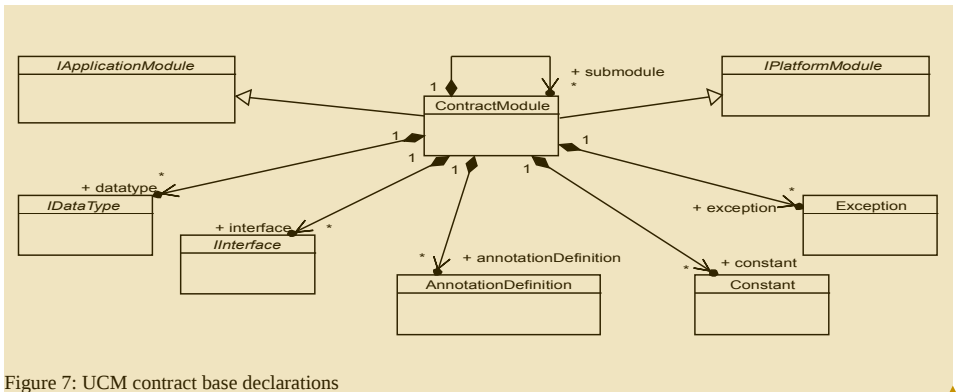 IApplicationModule
IPlatformModule
1
+ submodule
*
ContractModule
1
1
1
1
1
1
*
+ datatype
IDataType
+ interface
*
IInterface
*
+ annotationDefinition
AnnotationDefinition
*
+ constant
Constant
*
+ exception
Exception
Figure 7: UCM contract base declarations